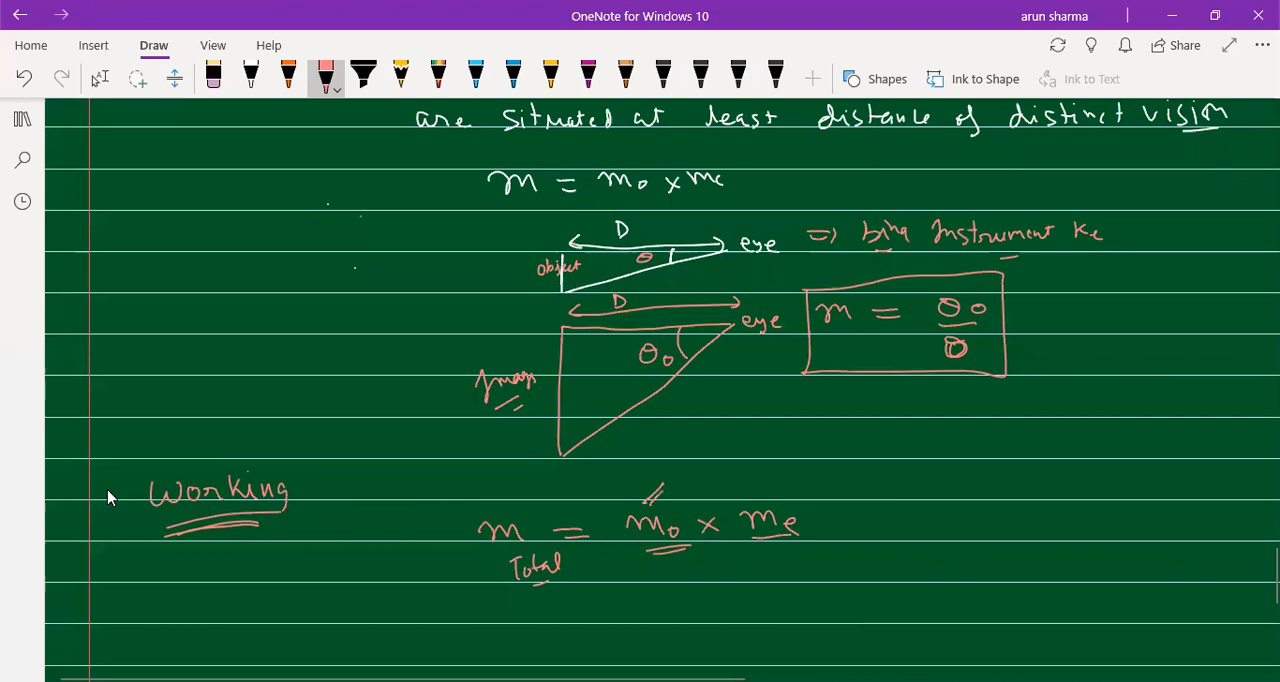 OneNote for Windows 10
arun sharma
Home Insert Draw View Help
Share
Shapes Ink to Shape Ink to Text
are situated at least distance of distinct vision
m = mo × me
D
eye ⇒ bina Instrument Ke
Object θ
D
eye m = θo / θ
θo
Image
Working
m = mo × me
Total